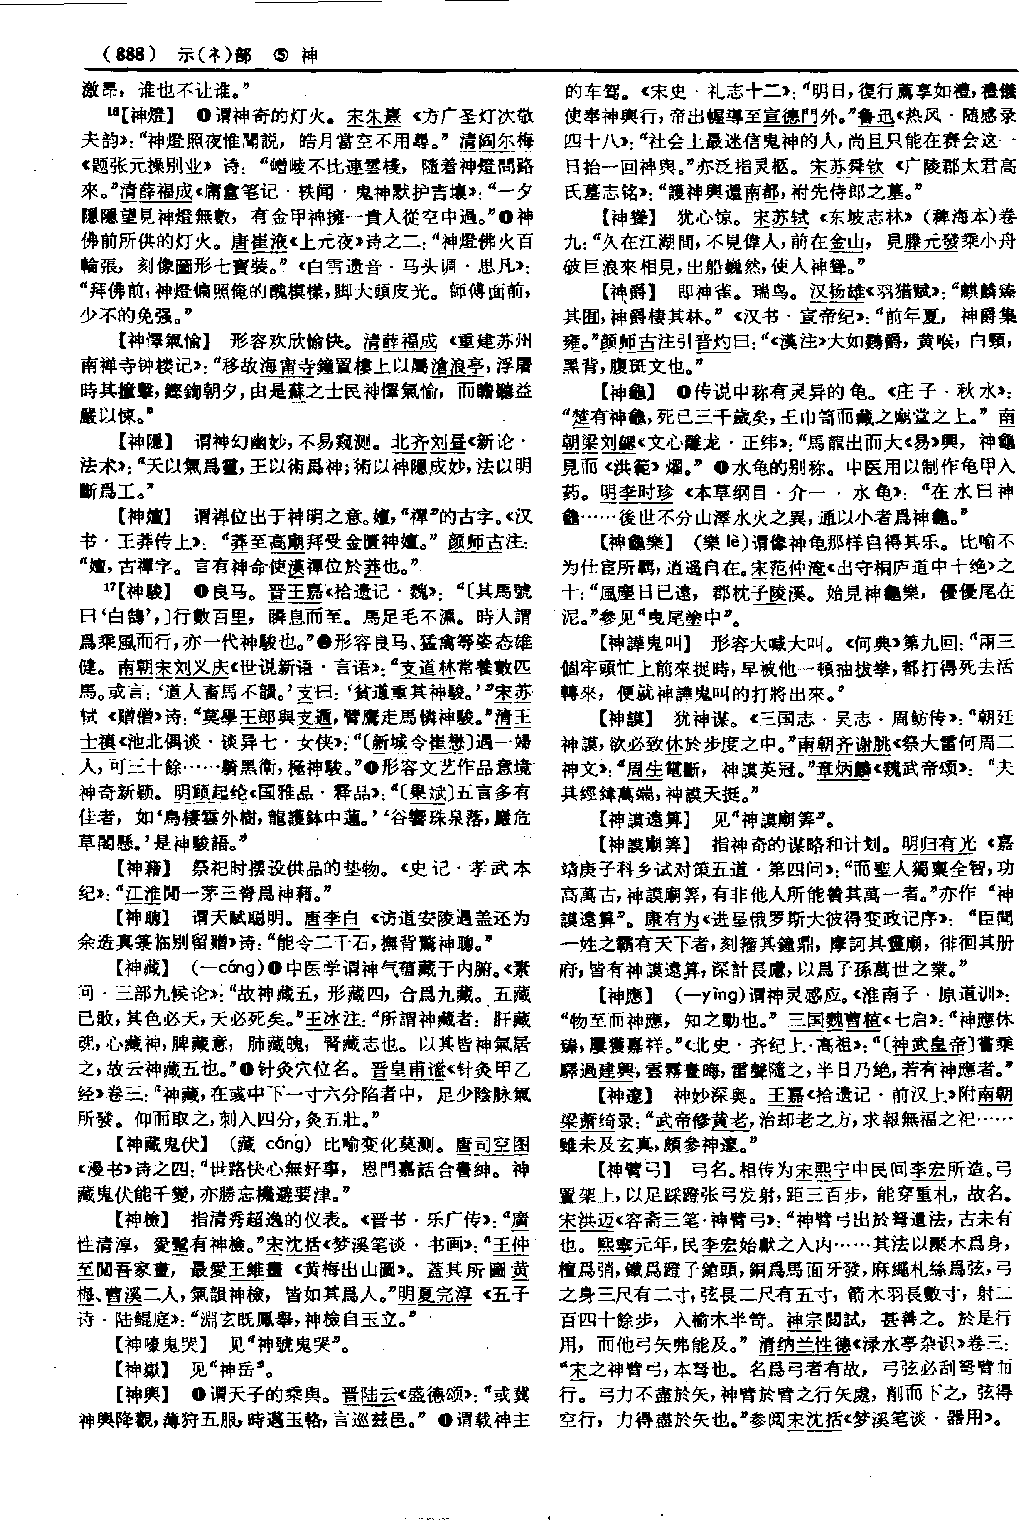 (888) 示(礻)部 ⑤ 神
激昂，谁也不让谁。”
16【神燈】 ❶谓神奇的灯火。宋朱熹《方广圣灯次敬
夫韵》：“神燈照夜惟聞説，皓月當空不用尋。”清阎尔梅
《题张元操别业》诗：“嶒崚不比連雲棧，隨着神燈問路
來。”清薛福成《庸盦笔记·轶闻·鬼神默护吉壤》：“一夕
隱隱望見神燈無數，有金甲神擁一貴人從空中過。”❷神
佛前所供的灯火。唐崔液《上元夜》诗之二：“神燈佛火百
輪張，刻像圖形七寶裝。”《白雪遗音·马头调·思凡》：
“拜佛前，神燈偏照俺的醜模樣，脚大頭皮光。師傅面前，
少不的免强。”
【神懌氣愉】 形容欢欣愉快。清薛福成《重建苏州
南禅寺钟楼记》：“移故海甯寺鐘置樓上以屬滄浪亭，浮屠
時其撞擊，鏗鍧朝夕，由是蘇之士民神懌氣愉，而瞻聽益
嚴以悚。”
【神隱】 谓神幻幽妙，不易窥测。北齐刘昼《新论·
法术》：“天以氣爲靈，王以術爲神；術以神隱成妙，法以明
斷爲工。”
【神嬗】 谓禅位出于神明之意。嬗，“禪”的古字。《汉
书·王莽传上》：“莽至高廟拜受金匱神嬗。”颜师古注：
“嬗，古禪字。言有神命使漢禪位於莽也。”
17【神駿】 ❶良马。晋王嘉《拾遗记·魏》：“〔其馬號
曰‘白鵠’，〕行數百里，瞬息而至。馬足毛不濕。時人謂
爲乘風而行，亦一代神駿也。”❷形容良马、猛禽等姿态雄
健。南朝宋刘义庆《世说新语·言语》：“支道林常養數匹
馬。或言：‘道人畜馬不韻。’支曰：‘貧道重其神駿。’”宋苏
轼《赠僧》诗：“莫學王郎與支遁，臂鷹走馬憐神駿。”清王
士禛《池北偶谈·谈异七·女侠》：“〔新城令崔懋〕遇一婦
人，可三十餘……騎黑衛，極神駿。”❸形容文艺作品意境
神奇新颖。明顾起纶《国雅品·释品》：“〔果斌〕五言多有
佳者，如‘鳥棲雲外樹，龍護鉢中蓮。’‘谷響珠泉落，巖危
草閣懸。’是神駿語。”
【神藉】 祭祀时摆设供品的垫物。《史记·孝武本
纪》：“江淮間一茅三脊爲神藉。”
【神聰】 谓天赋聪明。唐李白《访道安陵遇盖还为
余造真箓临别留赠》诗：“能令二千石，撫背驚神聰。”
【神藏】 (—cáng)❶中医学谓神气蕴藏于内腑。《素
问·三部九候论》：“故神藏五，形藏四，合爲九藏。五藏
已敗，其色必夭，夭必死矣。”王冰注：“所謂神藏者：肝藏
魂，心藏神，脾藏意，肺藏魄，腎藏志也。以其皆神氣居
之，故云神藏五也。”❷针灸穴位名。晋皇甫谧《针灸甲乙
经》卷三：“神藏，在彧中下一寸六分陷者中，足少陰脉氣
所發。仰而取之，刺入四分，灸五壯。”
【神藏鬼伏】 (藏 cáng) 比喻变化莫测。唐司空图
《漫书》诗之四：“世路快心無好事，恩門嘉話合書紳。神
藏鬼伏能千變，亦勝忘機避要津。”
【神檢】 指清秀超逸的仪表。《晋书·乐广传》：“廣
性清淳，愛髦有神檢。”宋沈括《梦溪笔谈·书画》：“王仲
至閲吾家畫，最愛王維畫《黄梅出山圖》。蓋其所圖黄
梅、曹溪二人，氣韻神檢，皆如其爲人。”明夏完淳《五子
诗·陆鲲庭》：“淵玄既鳳舉，神檢自玉立。”
【神嚎鬼哭】 见“神號鬼哭”。
【神嶽】 见“神岳”。
【神輿】 ❶谓天子的乘舆。晋陆云《盛德颂》：“或冀
神輿降觀，薄狩五服，時邁玉輅，言巡兹邑。”❷谓载神主
的车驾。《宋史·礼志十二》：“明日，復行薦享如禮，禮儀
使奉神輿行，帝出幄導至宣德門外。”鲁迅《热风·随感录
四十八》：“社会上最迷信鬼神的人，尚且只能在赛会这一
日抬一回神舆。”亦泛指灵柩。宋苏舜钦《广陵郡太君高
氏墓志铭》：“護神輿還南都，祔先侍郎之墓。”
【神聳】 犹心惊。宋苏轼《东坡志林》(稗海本)卷
九：“久在江湖間，不見偉人，前在金山，見滕元發乘小舟
破巨浪來相見，出船巍然，使人神聳。”
【神爵】 即神雀。瑞鸟。汉扬雄《羽猎赋》：“麒麟臻
其囿，神爵棲其林。”《汉书·宣帝纪》：“前年夏，神爵集
雍。”颜师古注引晋灼曰：“《漢注》大如鷃爵，黄喉，白頸，
黑背，腹斑文也。”
【神龜】 ❶传说中称有灵异的龟。《庄子·秋水》：
“楚有神龜，死已三千歲矣，王巾笥而藏之廟堂之上。”南
朝梁刘勰《文心雕龙·正纬》：“馬龍出而大《易》興，神龜
見而《洪範》燿。”❷水龟的别称。中医用以制作龟甲入
药。明李时珍《本草纲目·介一·水龟》：“在水曰神
龜……後世不分山澤水火之異，通以小者爲神龜。”
【神龜樂】 (樂 lè)谓像神龟那样自得其乐。比喻不
为仕宦所羁，逍遥自在。宋范仲淹《出守桐庐道中十绝》之
十：“風塵日已遠，郡枕子陵溪。始見神龜樂，優優尾在
泥。”参见“曳尾塗中”。
【神譁鬼叫】 形容大喊大叫。《何典》第九回：“兩三
個牢頭忙上前來捉時，早被他一頓抽拔拳，都打得死去活
轉來，便就神譁鬼叫的打將出來。”
【神謨】 犹神谋。《三国志·吴志·周鲂传》：“朝廷
神謨，欲必致休於步度之中。”南朝齐谢朓《祭大雷何周二
神文》：“周生電斷，神謨英冠。”章炳麟《魏武帝颂》：“夫
其經緯萬端，神謨天挺。”
【神謨遠筭】 见“神謨廟筭”。
【神謨廟筭】 指神奇的谋略和计划。明归有光《嘉
靖庚子科乡试对策五道·第四问》：“而聖人獨禀全智，功
高萬古，神謨廟筭，有非他人所能贊其萬一者。”亦作“神
謨遠筭”。康有为《进呈俄罗斯大彼得变政记序》：“臣聞
一姓之霸有天下者，刻籀其鐘鼎，摩訶其靈廟，徘徊其册
府，皆有神謨遠筭，深計長慮，以爲子孫萬世之業。”
【神應】 (—yìng)谓神灵感应。《淮南子·原道训》：
“物至而神應，知之動也。”三国魏曹植《七启》：“神應休
臻，屢獲嘉祥。”《北史·齐纪上·高祖》：“〔神武皇帝〕嘗乘
驛過建興，雲霧晝晦，雷聲隨之，半日乃绝，若有神應者。”
【神邃】 神妙深奥。王嘉《拾遗记·前汉上》附南朝
梁萧绮录：“武帝修黄老，治却老之方，求報無福之祀……
雖未及玄真，頗參神邃。”
【神臂弓】 弓名。相传为宋熙宁中民间李宏所造。弓
置架上，以足踩蹬张弓发射，距三百步，能穿重札，故名。
宋洪迈《容斋三笔·神臂弓》：“神臂弓出於弩遺法，古未有
也。熙寧元年，民李宏始獻之入内……其法以檿木爲身，
檀爲弰，鐵爲蹬子鎗頭，銅爲馬面牙發，麻繩札絲爲弦，弓
之身三尺有二寸，弦長二尺有五寸，箭木羽長數寸，射二
百四十餘步，入榆木半笴。神宗閲試，甚善之。於是行
用，而他弓矢弗能及。”清纳兰性德《渌水亭杂识》卷三：
“宋之神臂弓，本弩也。名爲弓者有故，弓弦必刮弩臂而
行。弓力不盡於矢，神臂於臂之行矢處，削而下之，弦得
空行，力得盡於矢也。”参阅宋沈括《梦溪笔谈·器用》。